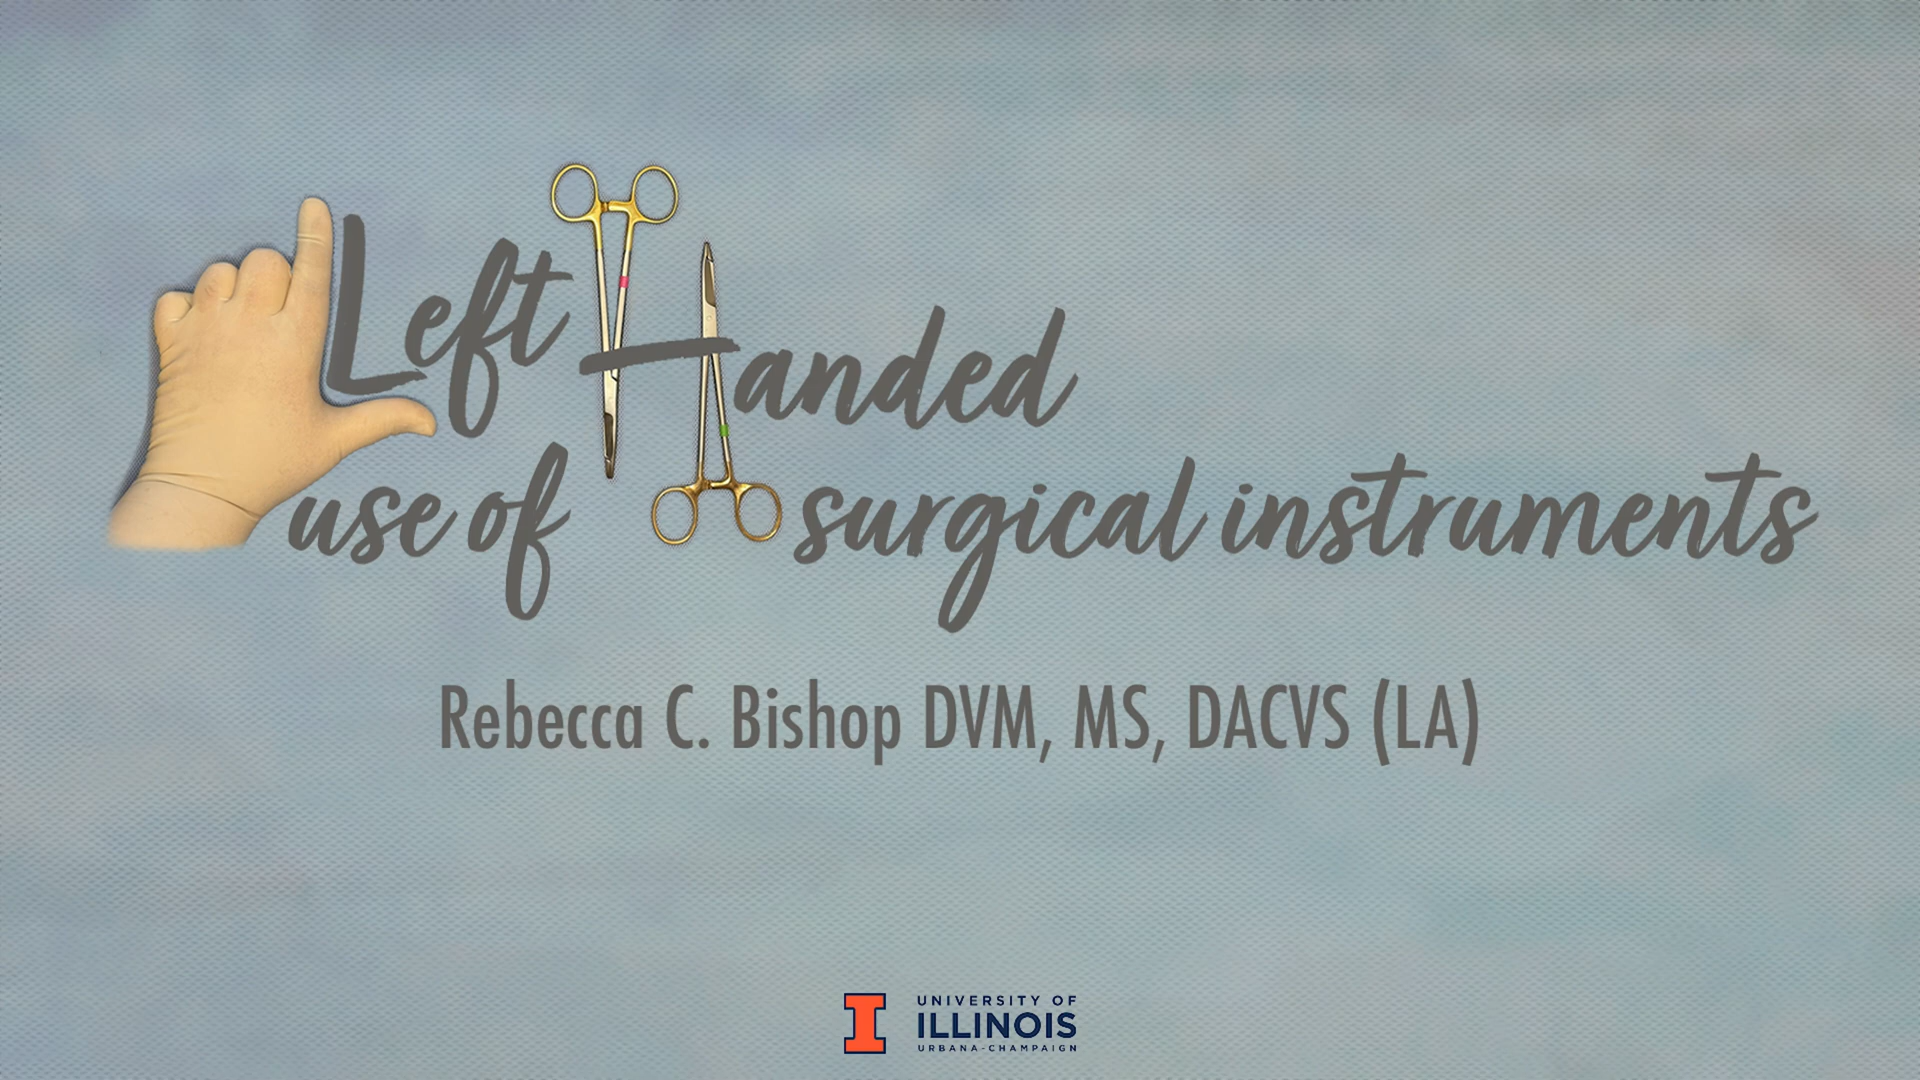 Left Handed
use of surgical instruments
Rebecca C. Bishop DVM, MS, DACVS (LA)
UNIVERSITY OF
ILLINOIS
URBANA-CHAMPAIGN